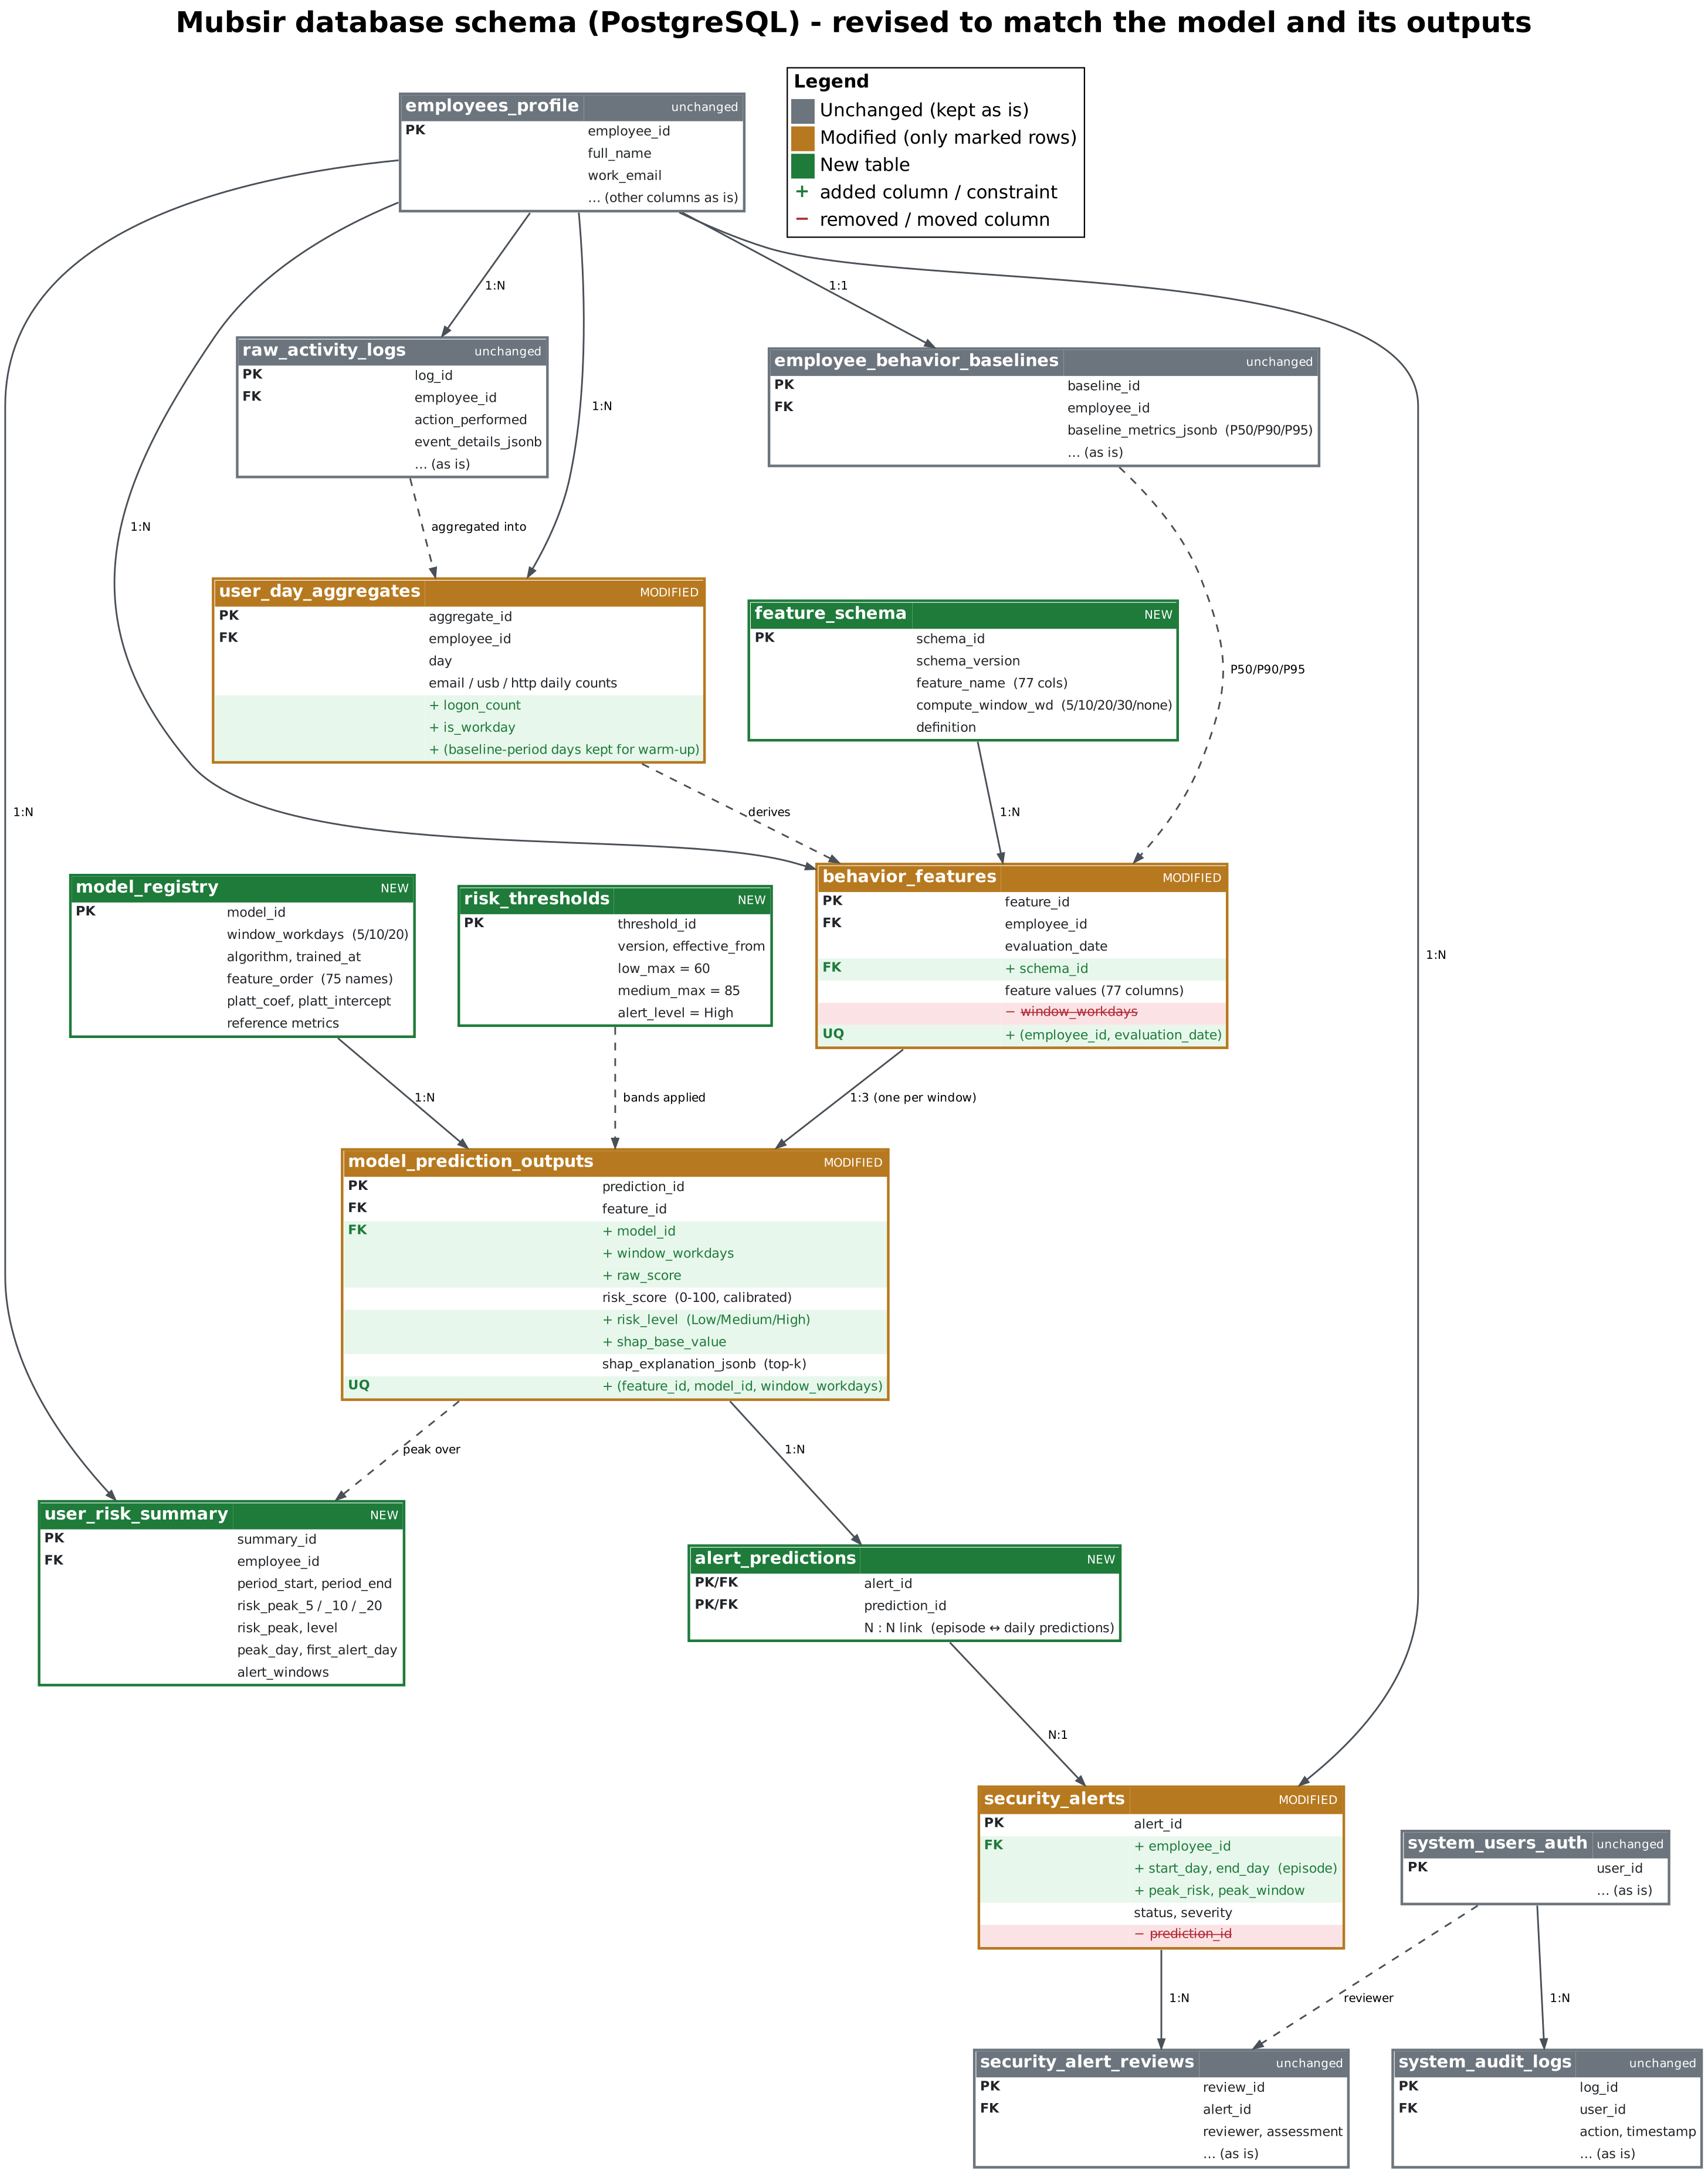 Mubsir database schema (PostgreSQL) - revised to match the model and its outputs
Legend
Unchanged (kept as is)
Modified (only marked rows)
New table
+ added column / constraint
− removed / moved column
employees_profile unchanged
PK employee_id
full_name
work_email
... (other columns as is)
1:N
1:1
raw_activity_logs unchanged
PK log_id
FK employee_id
action_performed
event_details_jsonb
... (as is)
employee_behavior_baselines unchanged
PK baseline_id
FK employee_id
baseline_metrics_jsonb (P50/P90/P95)
... (as is)
1:N
1:N
aggregated into
user_day_aggregates MODIFIED
PK aggregate_id
FK employee_id
day
email / usb / http daily counts
+ logon_count
+ is_workday
+ (baseline-period days kept for warm-up)
feature_schema NEW
PK schema_id
schema_version
feature_name (77 cols)
compute_window_wd (5/10/20/30/none)
definition
P50/P90/P95
1:N
derives
1:N
model_registry NEW
PK model_id
window_workdays (5/10/20)
algorithm, trained_at
feature_order (75 names)
platt_coef, platt_intercept
reference metrics
risk_thresholds NEW
PK threshold_id
version, effective_from
low_max = 60
medium_max = 85
alert_level = High
behavior_features MODIFIED
PK feature_id
FK employee_id
evaluation_date
FK + schema_id
feature values (77 columns)
− window_workdays
UQ + (employee_id, evaluation_date)
1:N
1:N
bands applied
1:3 (one per window)
model_prediction_outputs MODIFIED
PK prediction_id
FK feature_id
FK + model_id
+ window_workdays
+ raw_score
risk_score (0-100, calibrated)
+ risk_level (Low/Medium/High)
+ shap_base_value
shap_explanation_jsonb (top-k)
UQ + (feature_id, model_id, window_workdays)
peak over
1:N
user_risk_summary NEW
PK summary_id
FK employee_id
period_start, period_end
risk_peak_5 / _10 / _20
risk_peak, level
peak_day, first_alert_day
alert_windows
alert_predictions NEW
PK/FK alert_id
PK/FK prediction_id
N : N link (episode ↔ daily predictions)
N:1
security_alerts MODIFIED
PK alert_id
FK + employee_id
+ start_day, end_day (episode)
+ peak_risk, peak_window
status, severity
− prediction_id
system_users_auth unchanged
PK user_id
... (as is)
1:N
reviewer
1:N
security_alert_reviews unchanged
PK review_id
FK alert_id
reviewer, assessment
... (as is)
system_audit_logs unchanged
PK log_id
FK user_id
action, timestamp
... (as is)